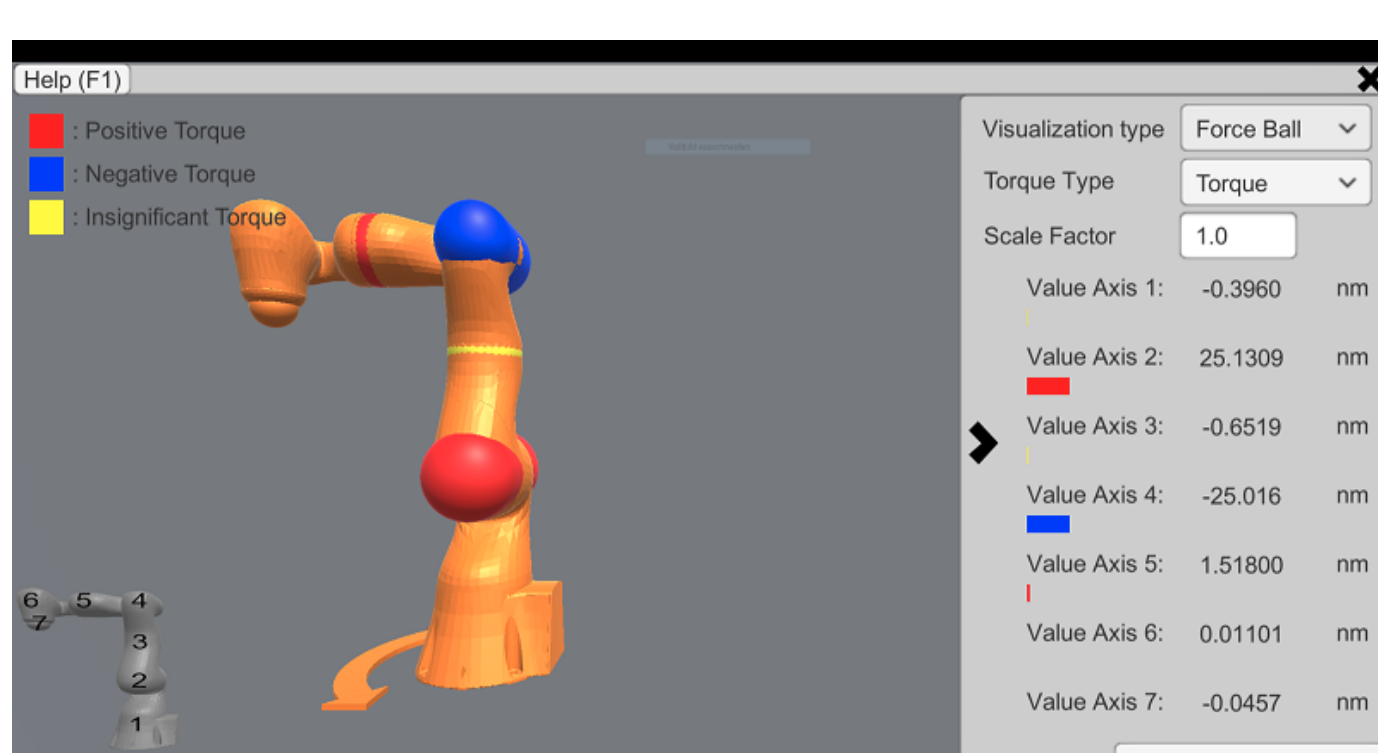 Help (F1)
: Positive Torque
: Negative Torque
: Insignificant Torque
6 5 4
7
3
2
1
Visualization type Force Ball
Torque Type Torque
Scale Factor 1.0
Value Axis 1: -0.3960 nm
Value Axis 2: 25.1309 nm
Value Axis 3: -0.6519 nm
Value Axis 4: -25.016 nm
Value Axis 5: 1.51800 nm
Value Axis 6: 0.01101 nm
Value Axis 7: -0.0457 nm